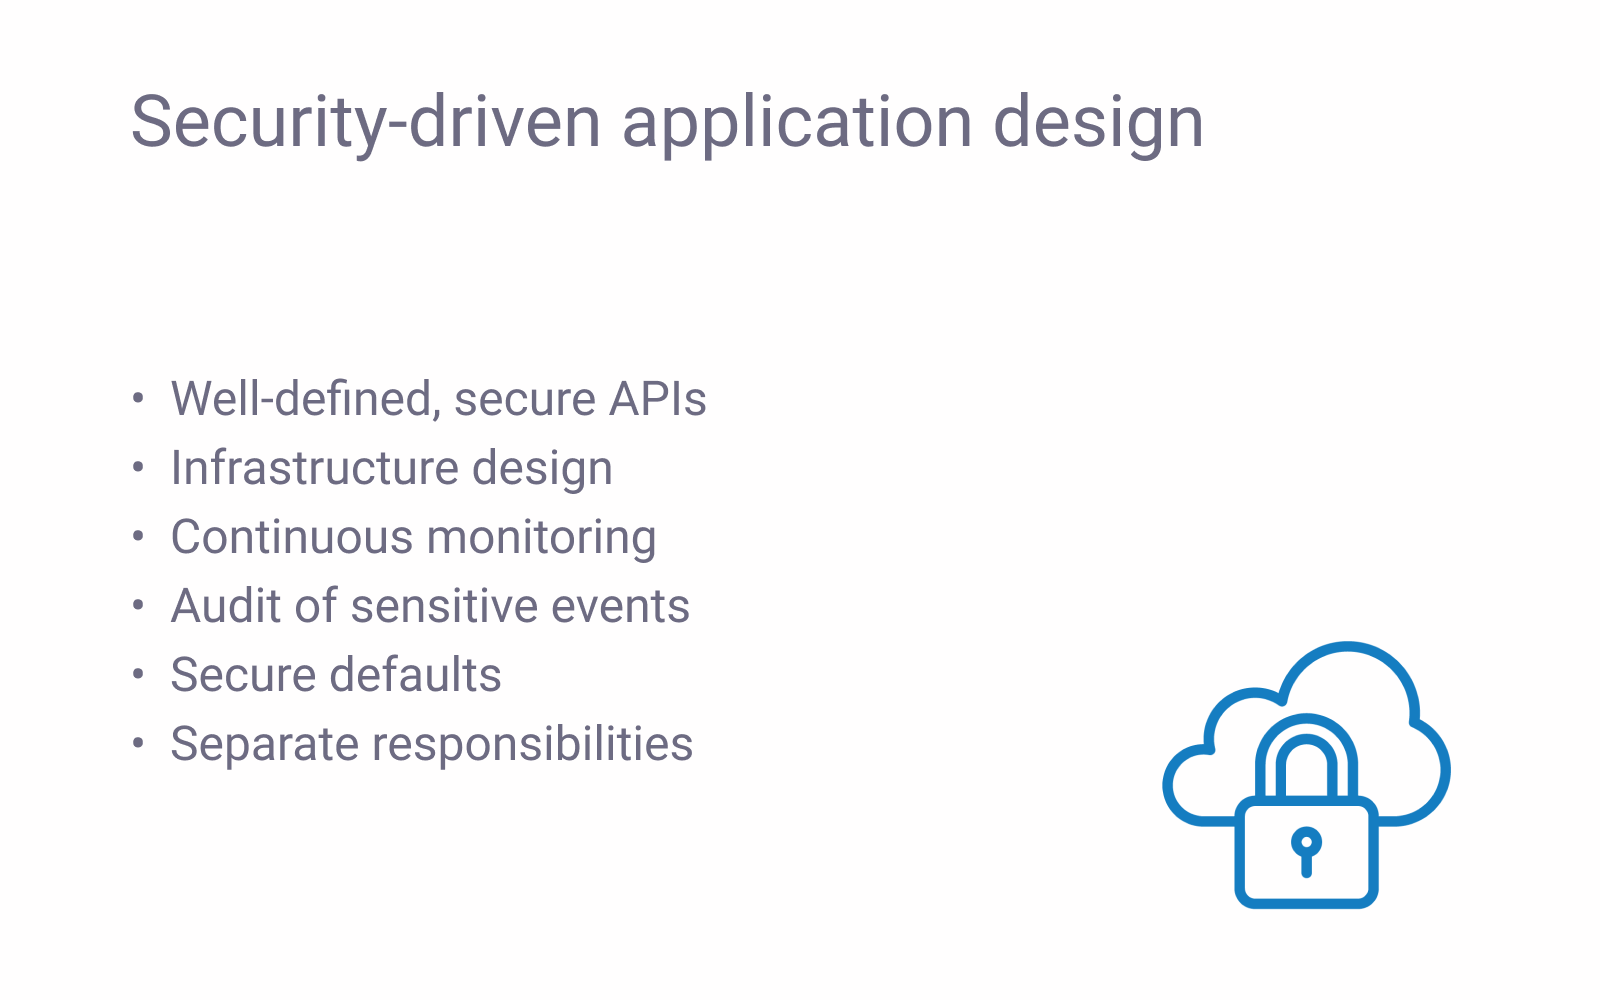 Security-driven application design
• Well-defined, secure APIs
• Infrastructure design
• Continuous monitoring
• Audit of sensitive events
• Secure defaults
• Separate responsibilities